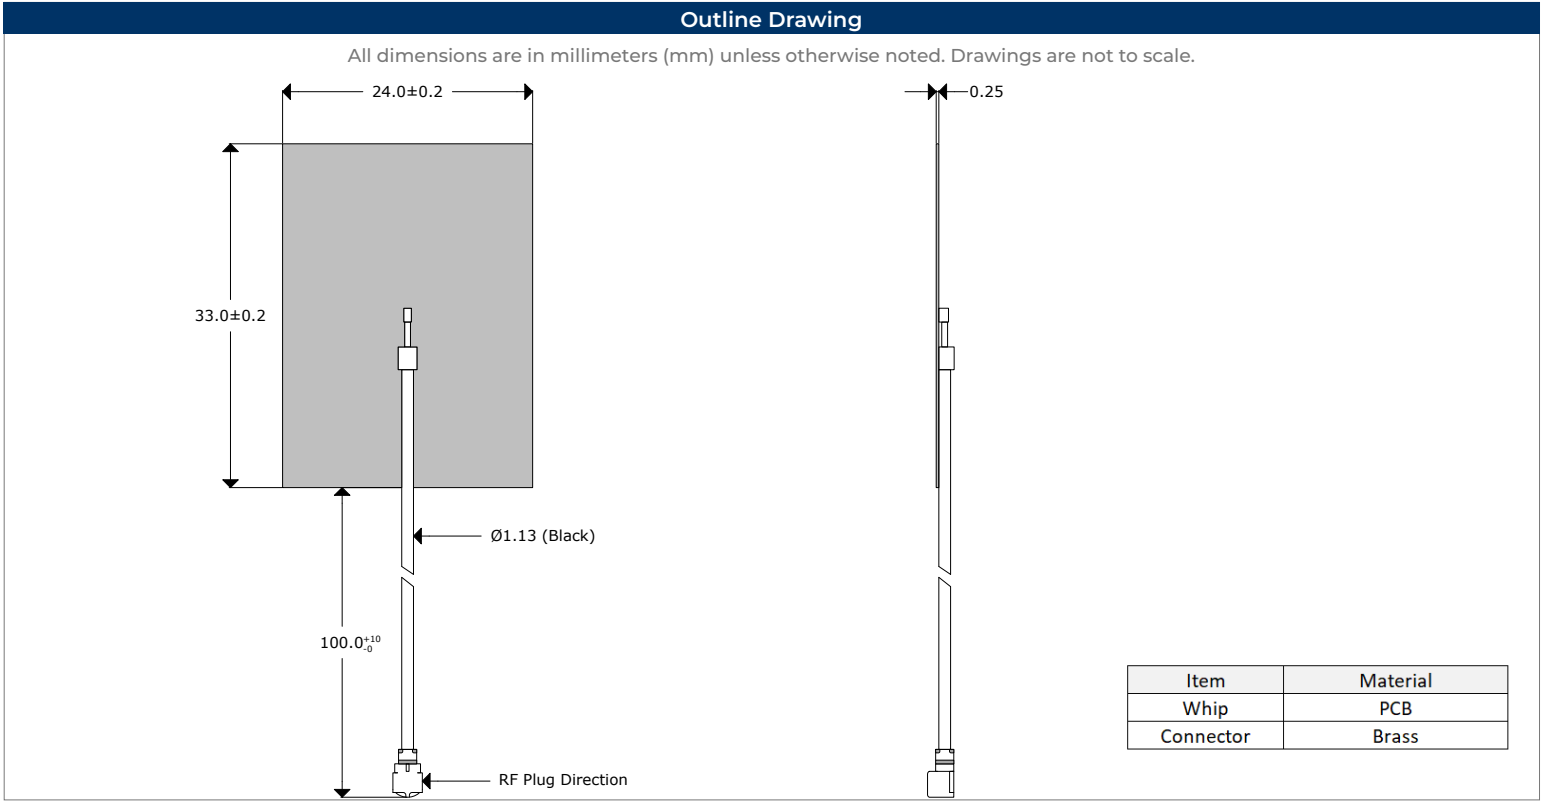 Outline Drawing
All dimensions are in millimeters (mm) unless otherwise noted. Drawings are not to scale.
24.0±0.2
0.25
33.0±0.2
Ø1.13 (Black)
100.0+10 -0
RF Plug Direction
Item Material
Whip PCB
Connector Brass